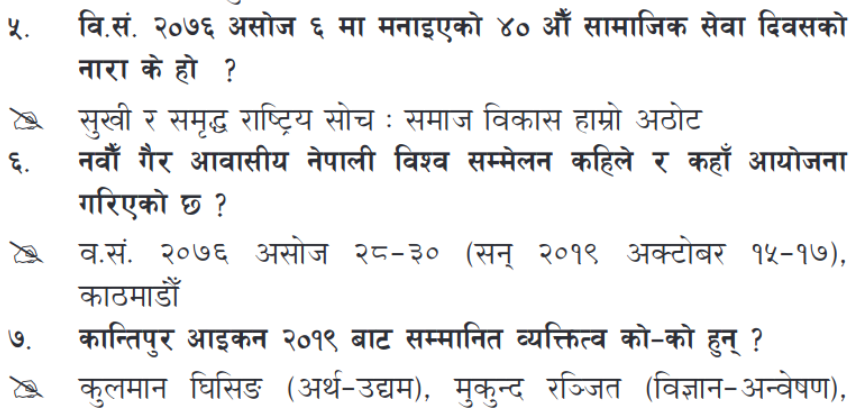 ५. वि.सं. २०७६ असोज ६ मा मनाइएको ४० औँ सामाजिक सेवा दिवसको
नारा के हो ?
सुखी र समृद्ध राष्ट्रिय सोच : समाज विकास हाम्रो अठोट
६. नवौँ गैर आवासीय नेपाली विश्व सम्मेलन कहिले र कहाँ आयोजना
गरिएको छ ?
व.सं. २०७६ असोज २८-३० (सन् २०१९ अक्टोबर १५-१७),
काठमाडौँ
७. कान्तिपुर आइकन २०१९ बाट सम्मानित व्यक्तित्व को-को हुन् ?
कुलमान घिसिङ (अर्थ-उद्यम), मुकुन्द रञ्जित (विज्ञान-अन्वेषण),